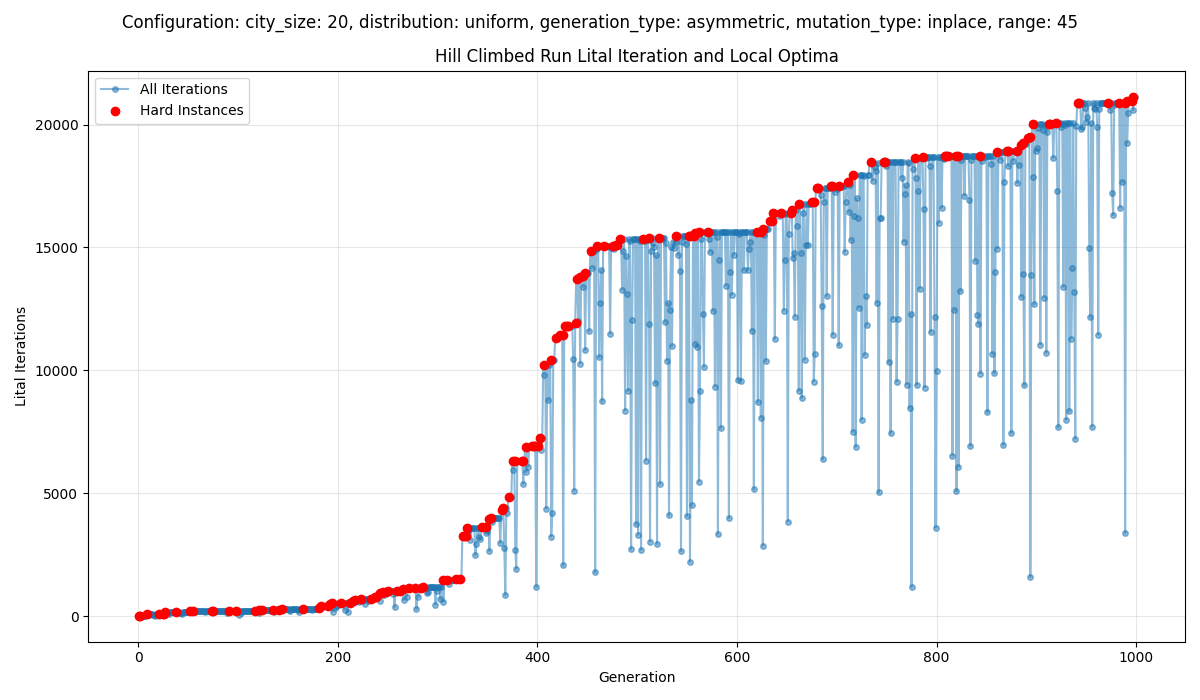 Configuration: city_size: 20, distribution: uniform, generation_type: asymmetric, mutation_type: inplace, range: 45
Hill Climbed Run Lital Iteration and Local Optima
All Iterations
Hard Instances
20000
15000
10000
5000
0
Lital Iterations
0 200 400 600 800 1000
Generation